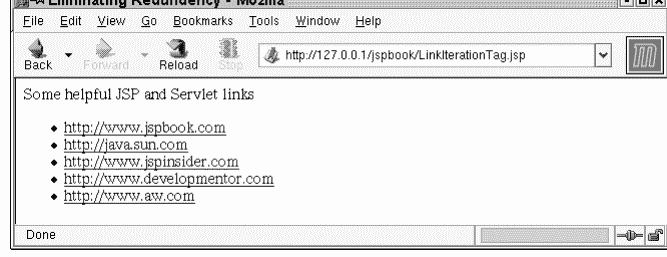 Eliminating Redundancy - Mozilla
File Edit View Go Bookmarks Tools Window Help
Back Forward Reload Stop http://127.0.0.1/jspbook/LinkIterationTag.jsp
Some helpful JSP and Servlet links
http://www.jspbook.com
http://java.sun.com
http://www.jspinsider.com
http://www.developmentor.com
http://www.aw.com
Done